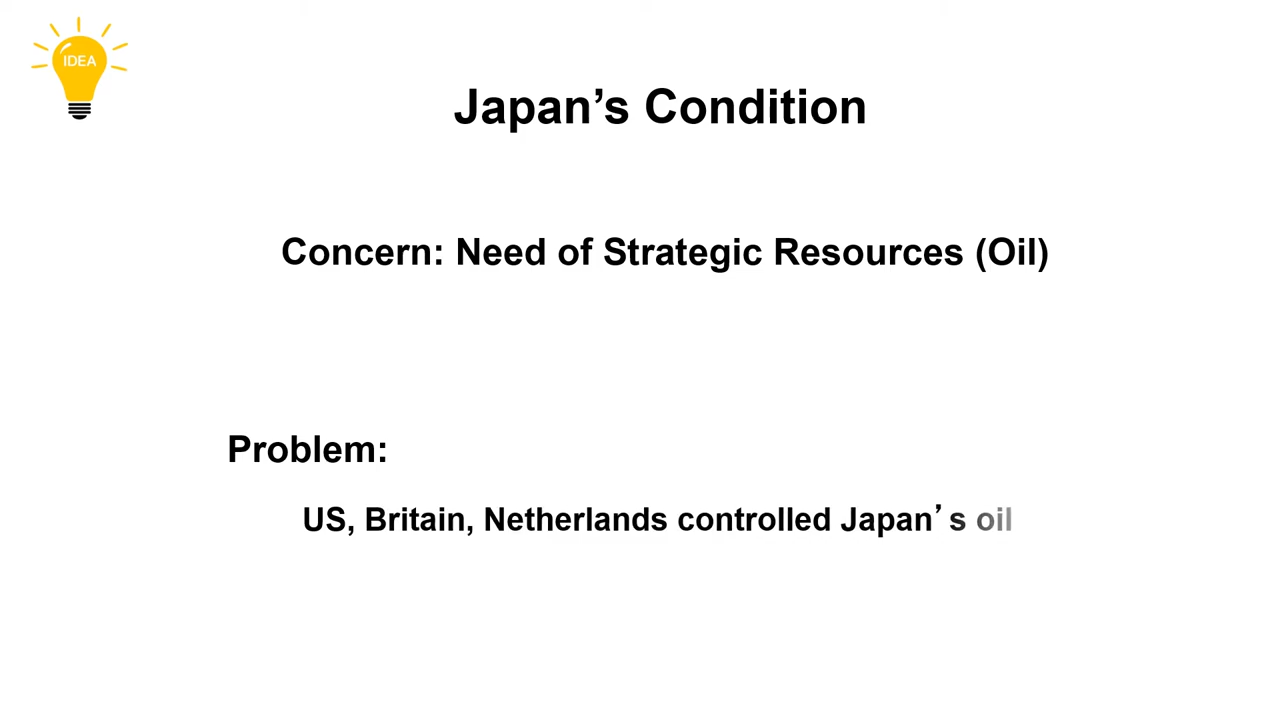 IDEA
Japan’s Condition
Concern: Need of Strategic Resources (Oil)
Problem:
US, Britain, Netherlands controlled Japan’s oil